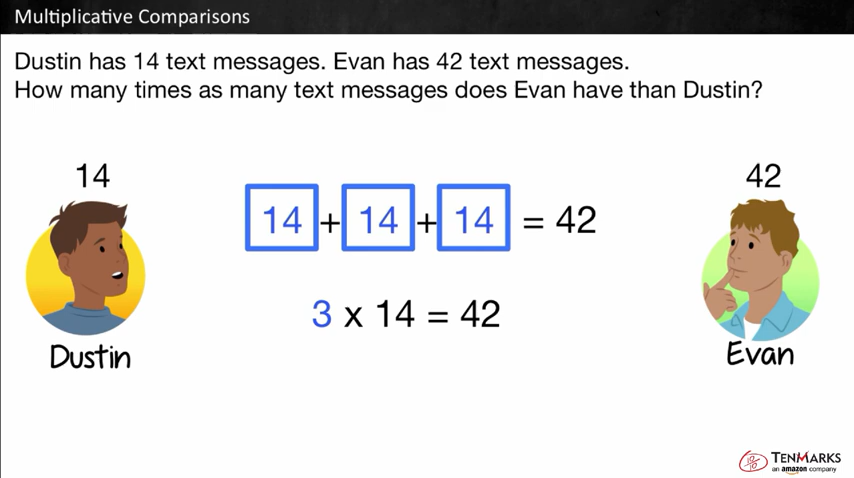 Multiplicative Comparisons
Dustin has 14 text messages. Evan has 42 text messages.
How many times as many text messages does Evan have than Dustin?
14
42
14 + 14 + 14 = 42
3 x 14 = 42
Dustin
Evan
TENMARKS
an amazon company